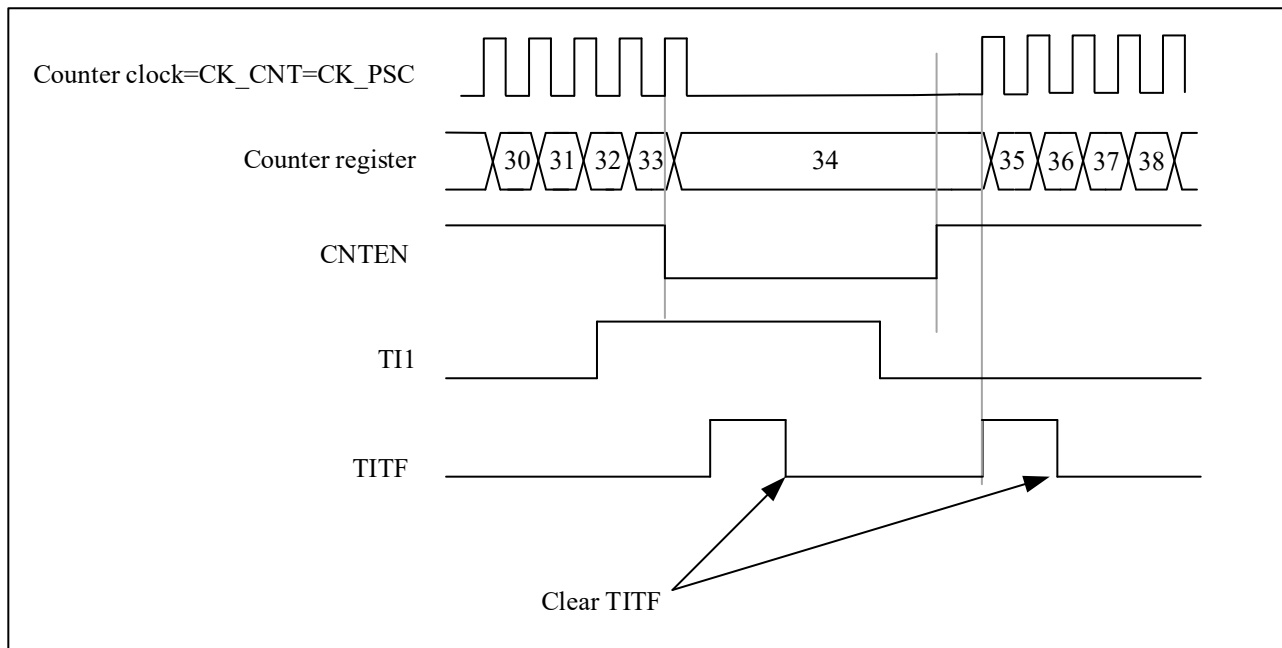 Counter clock=CK_CNT=CK_PSC
Counter register
30 31 32 33 34 35 36 37 38
CNTEN
TI1
TITF
Clear TITF